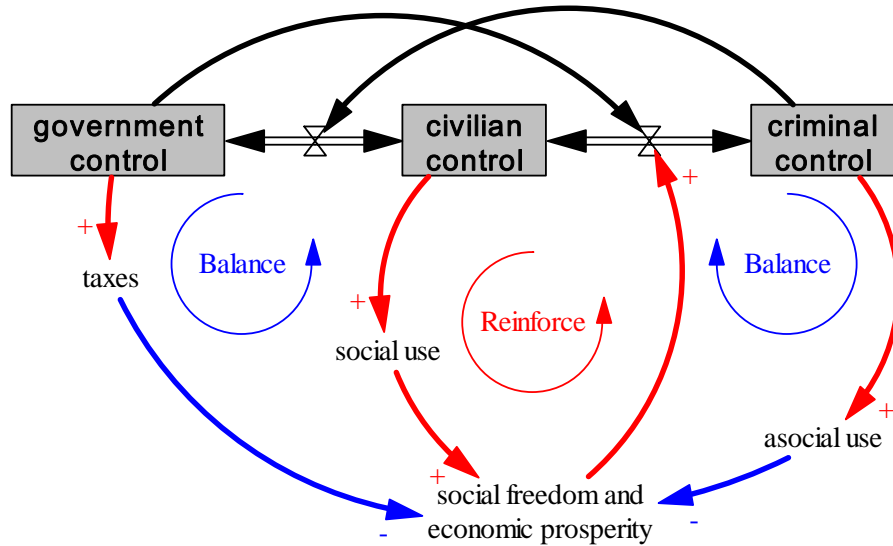 government
control
civilian
control
criminal
control
+
+
taxes
Balance
Balance
+
Reinforce
social use
+
asocial use
+
social freedom and
economic prosperity
-
-